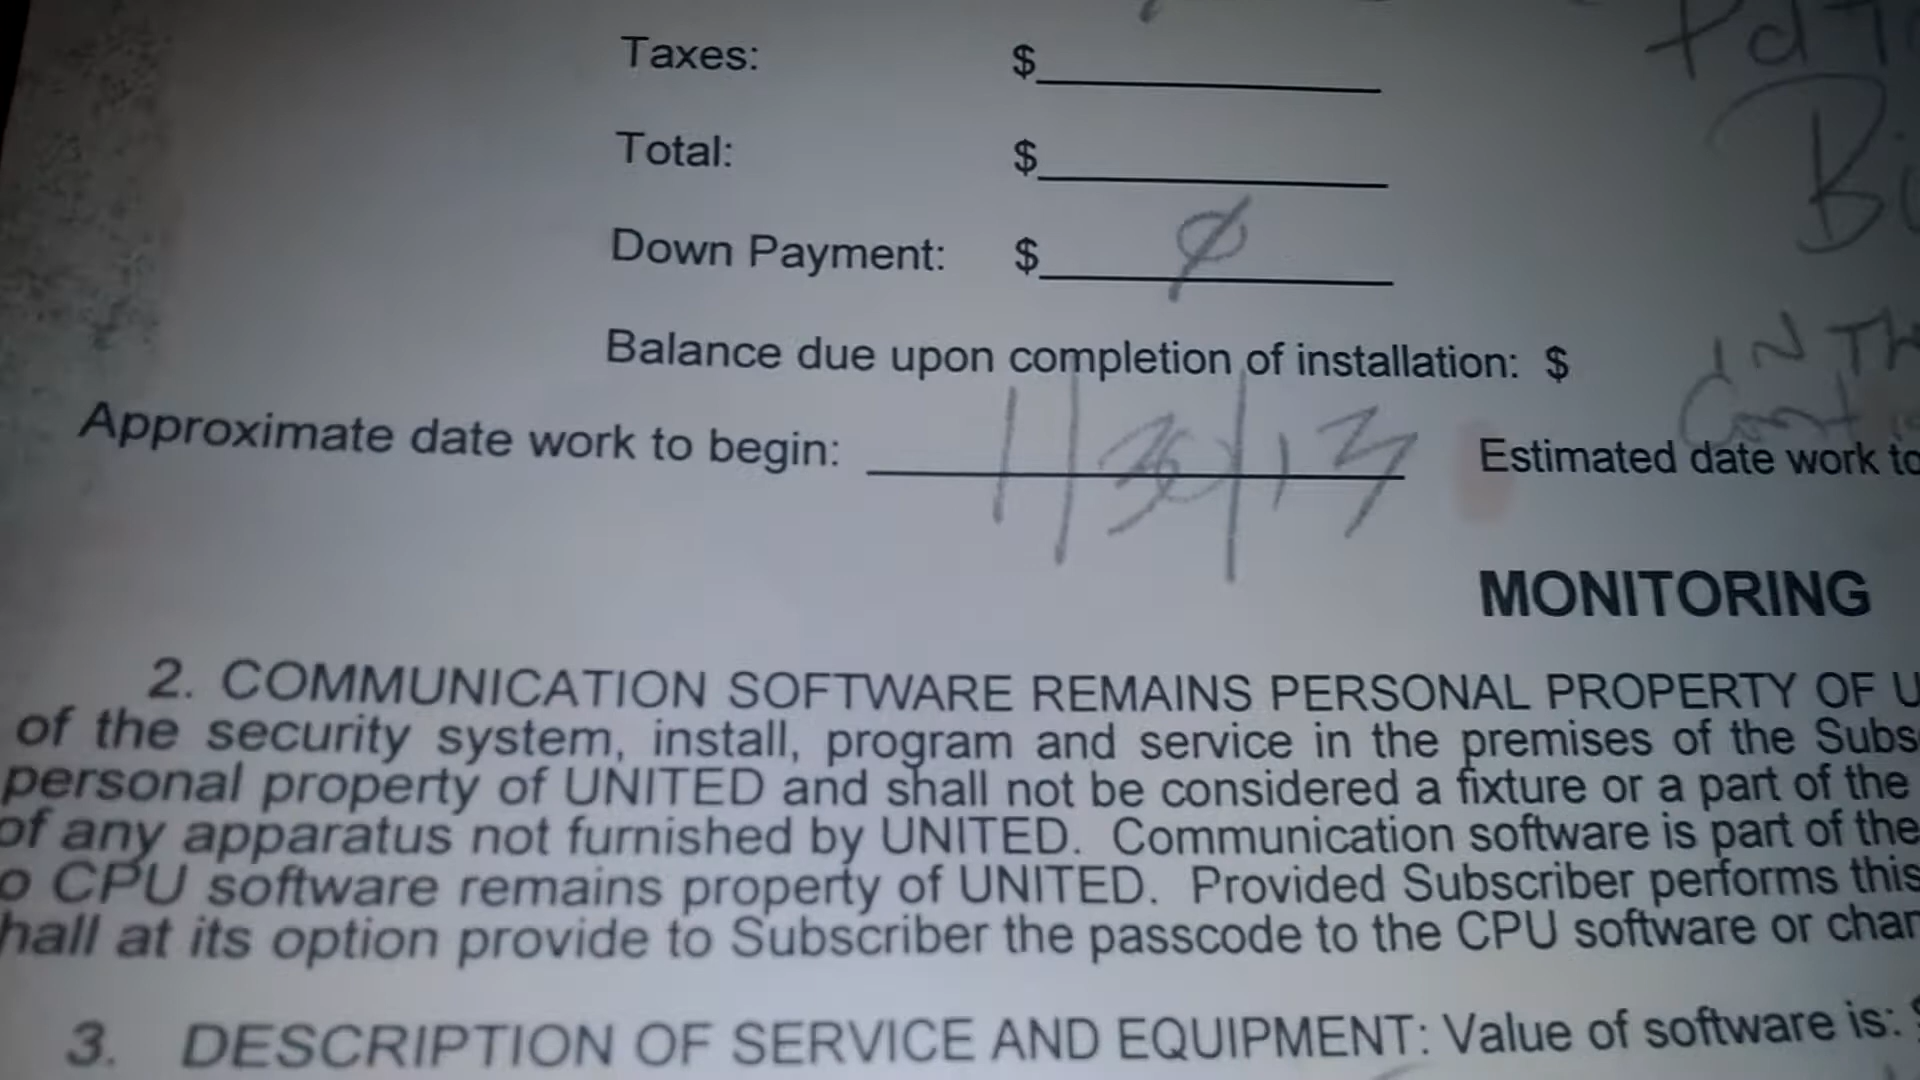 Taxes: $
Total: $
Down Payment: $ Ø
Balance due upon completion of installation: $
IN Th
Approximate date work to begin: 1/30/13 Estimated date work to
MONITORING
2. COMMUNICATION SOFTWARE REMAINS PERSONAL PROPERTY OF U
of the security system, install, program and service in the premises of the Subs
personal property of UNITED and shall not be considered a fixture or a part of the
of any apparatus not furnished by UNITED. Communication software is part of the
o CPU software remains property of UNITED. Provided Subscriber performs this
hall at its option provide to Subscriber the passcode to the CPU software or chan
3. DESCRIPTION OF SERVICE AND EQUIPMENT: Value of software is: $